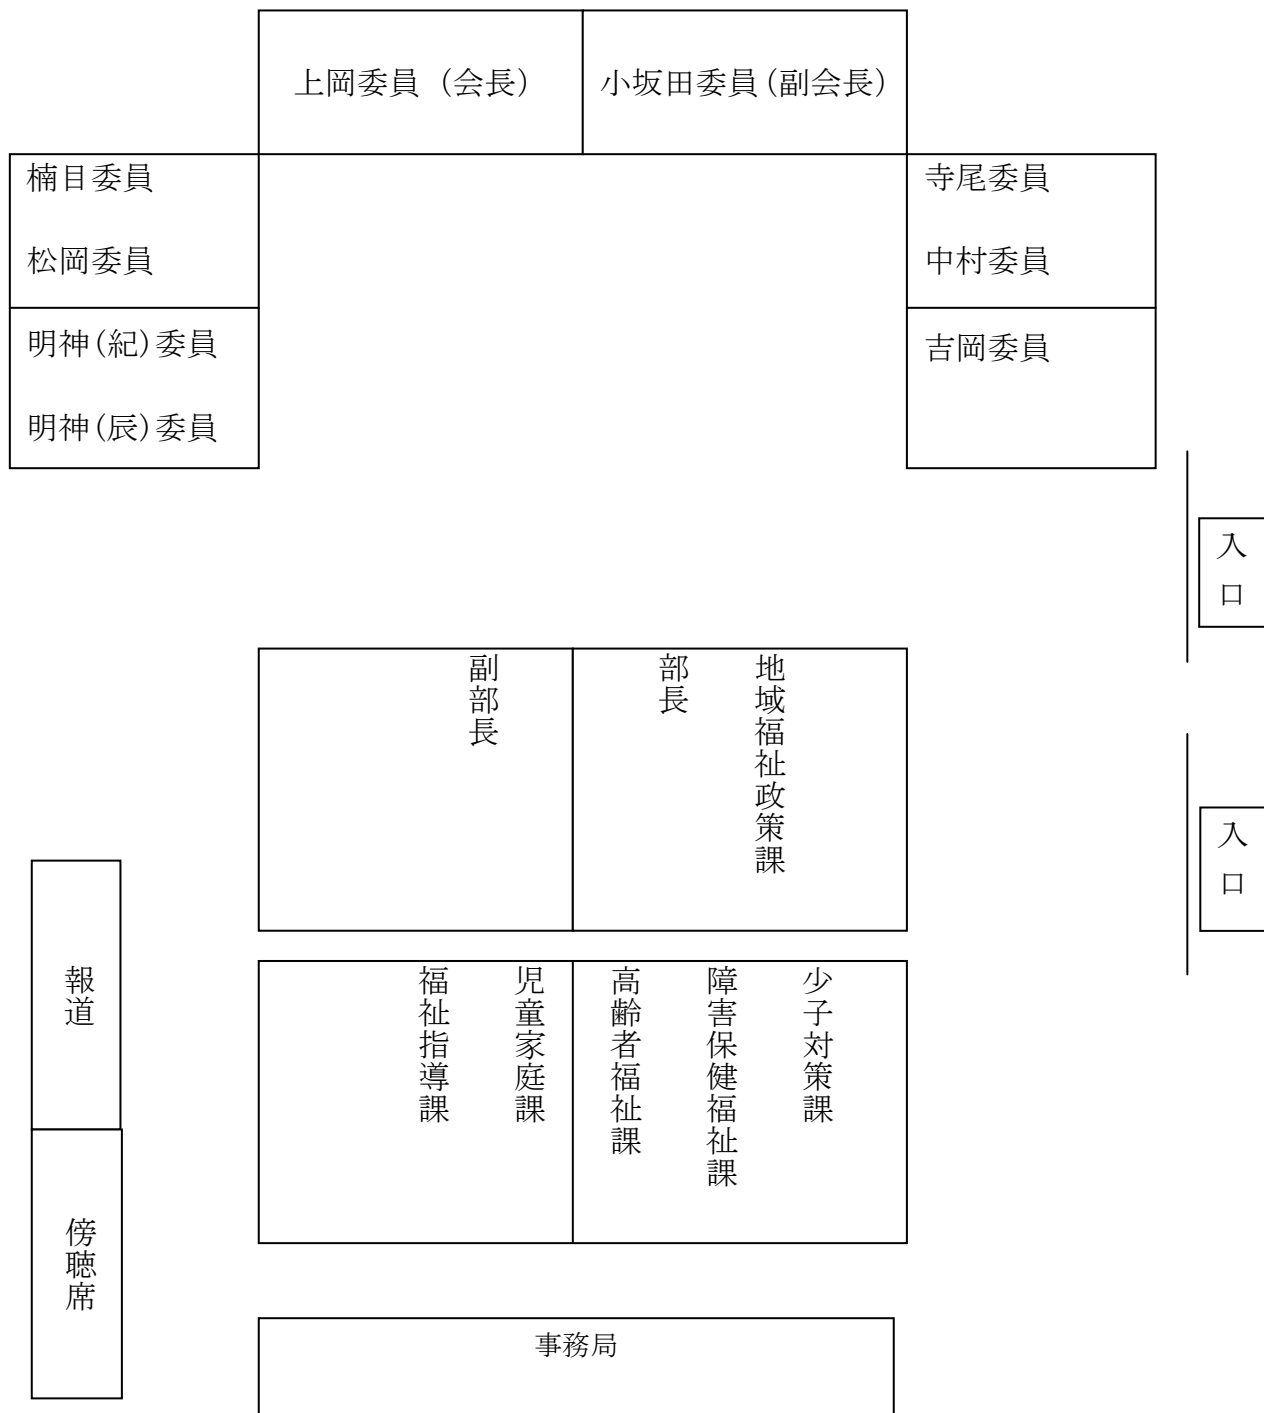 上岡委員（会長）
小坂田委員(副会長)
楠目委員
松岡委員
明神(紀)委員
明神(辰)委員
寺尾委員
中村委員
吉岡委員
入口
入口
地域福祉政策課
部長
副部長
少子対策課
障害保健福祉課
高齢者福祉課
児童家庭課
福祉指導課
報道
傍聴席
事務局